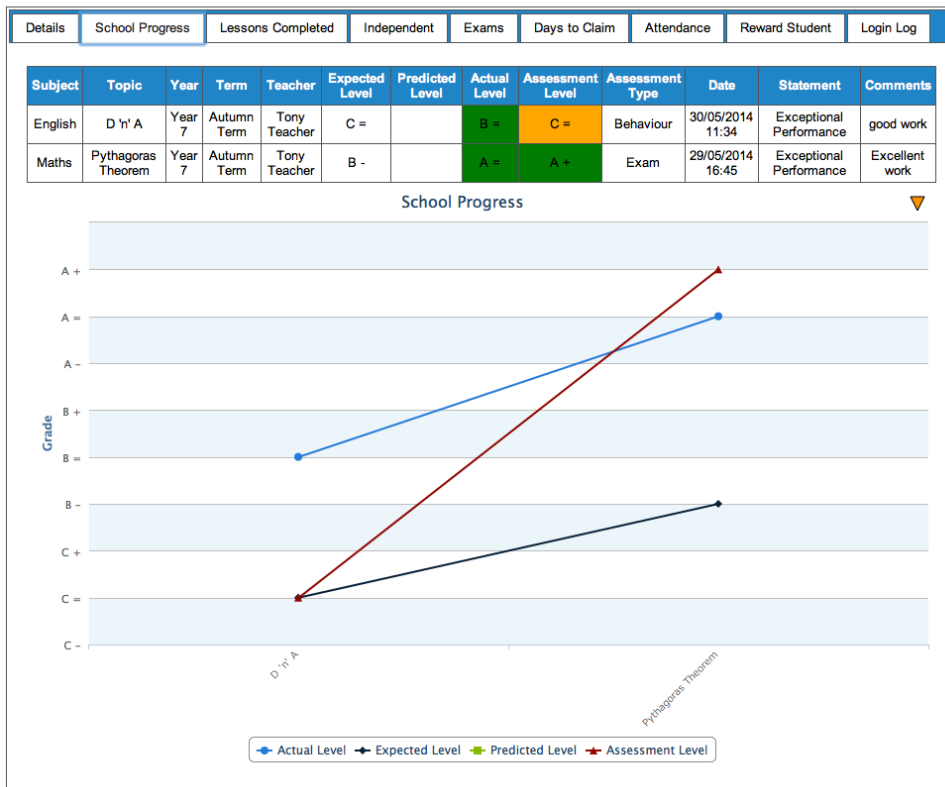 Details School Progress Lessons Completed Independent Exams Days to Claim Attendance Reward Student Login Log
Subject Topic Year Term Teacher Expected Level Predicted Level Actual Level Assessment Level Assessment Type Date Statement Comments
English D 'n' A Year 7 Autumn Term Tony Teacher C = B = C = Behaviour 30/05/2014 11:34 Exceptional Performance good work
Maths Pythagoras Theorem Year 7 Autumn Term Tony Teacher B - A = A + Exam 29/05/2014 16:45 Exceptional Performance Excellent work
School Progress
Grade
A +
A =
A -
B +
B =
B -
C +
C =
C -
D 'n' A
Pythagoras Theorem
Actual Level Expected Level Predicted Level Assessment Level